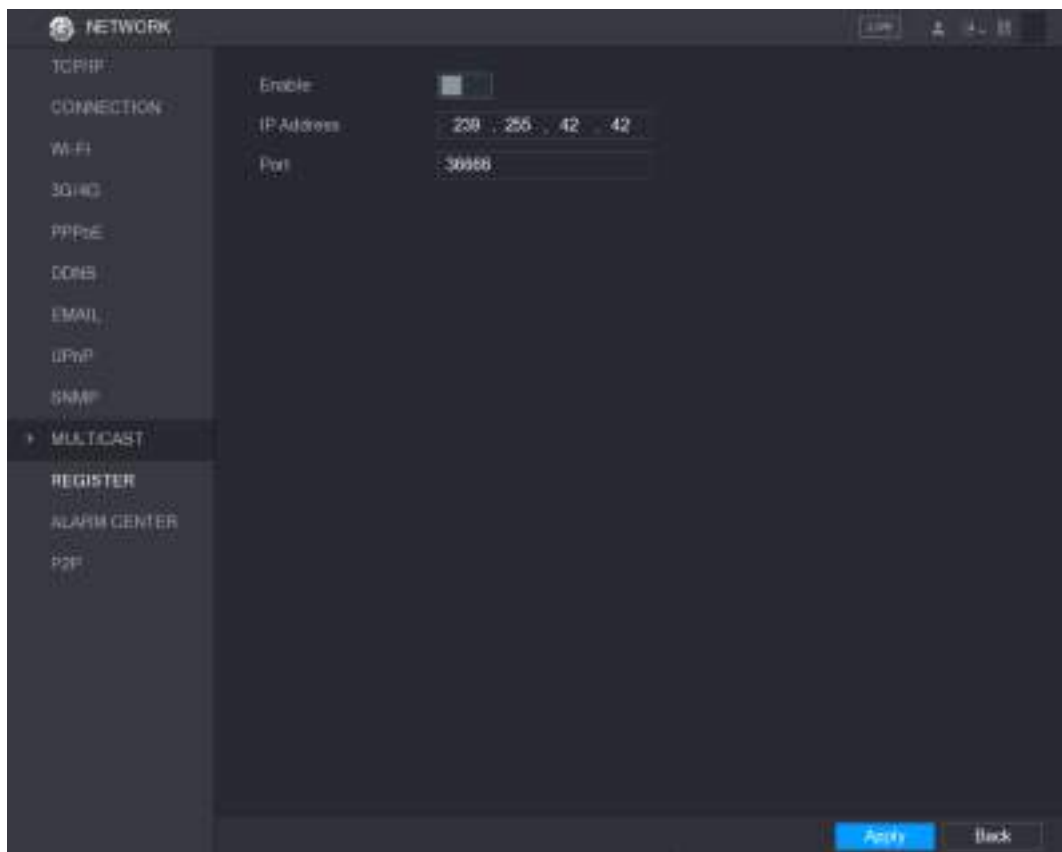 NETWORK
LIVE
TCP/IP
CONNECTION
WI-FI
3G/4G
PPPoE
DDNS
EMAIL
UPnP
SNMP
MULTICAST
REGISTER
ALARM CENTER
P2P
Enable
IP Address 239 . 255 . 42 . 42
Port 36666
Apply Back